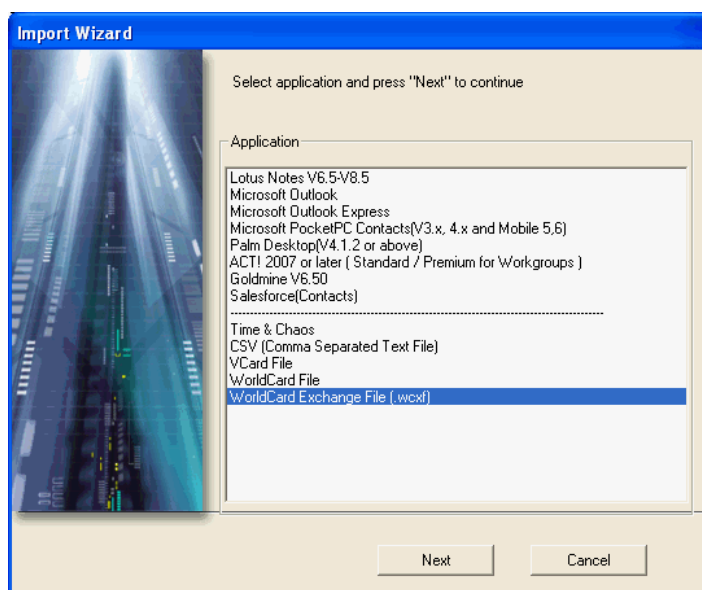 Import Wizard
Select application and press "Next" to continue
Application
Lotus Notes V6.5-V8.5
Microsoft Outlook
Microsoft Outlook Express
Microsoft PocketPC Contacts(V3.x, 4.x and Mobile 5,6)
Palm Desktop(V4.1.2 or above)
ACT! 2007 or later ( Standard / Premium for Workgroups )
Goldmine V6.50
Salesforce(Contacts)
Time & Chaos
CSV (Comma Separated Text File)
VCard File
WorldCard File
WorldCard Exchange File (.wcxf)
Next
Cancel